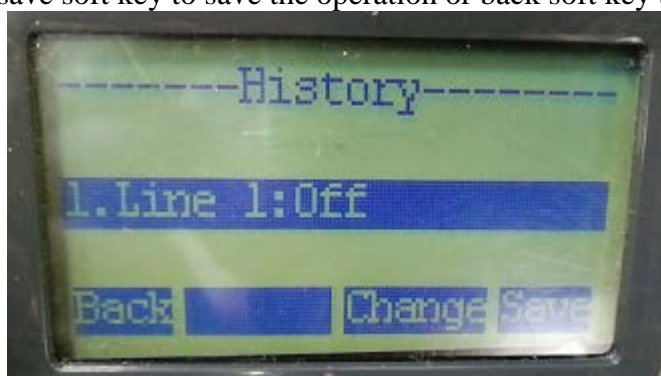 save soft key to save the operation or back soft key
-------History--------
1.Line 1:Off
Back Change Save